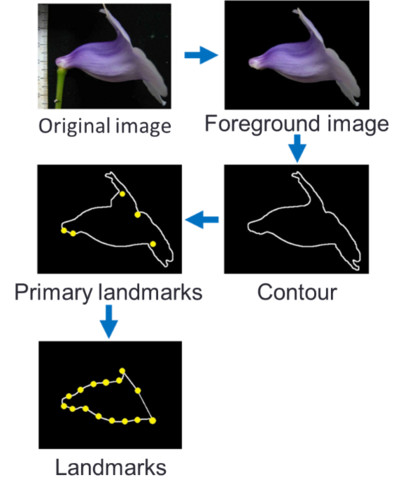 Original image
Foreground image
Primary landmarks
Contour
Landmarks